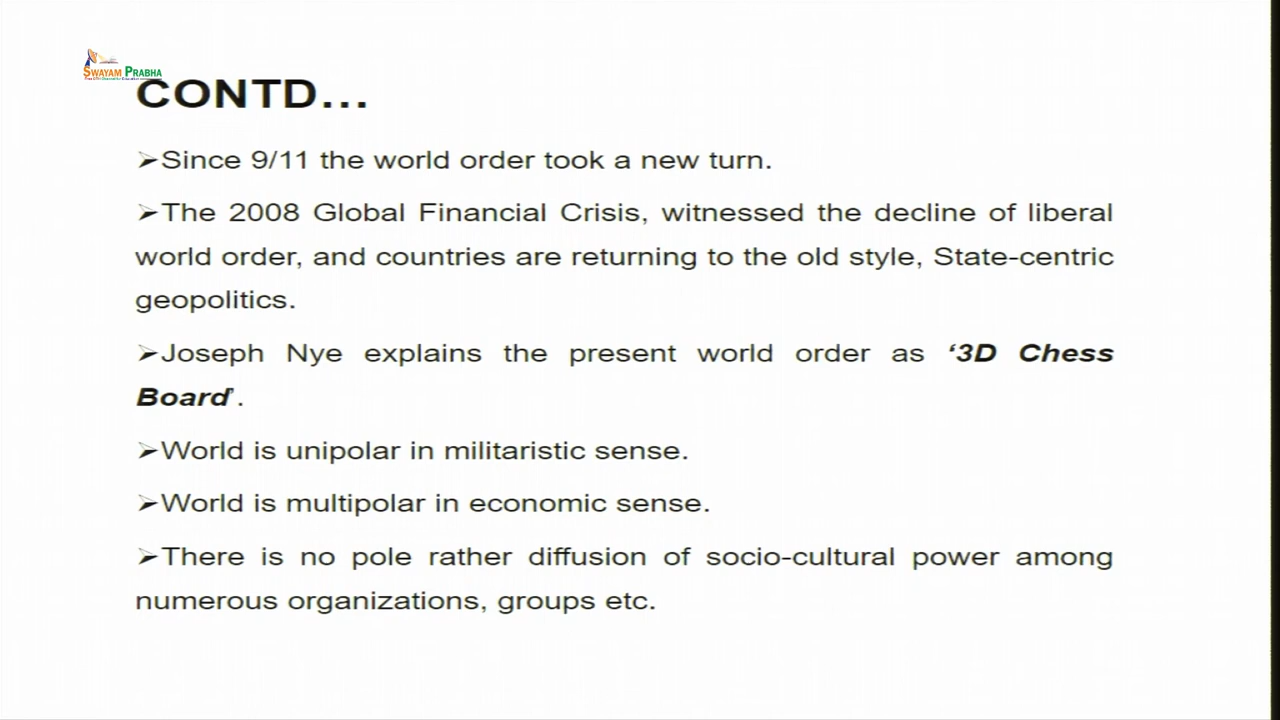 SWAYAM PRABHA
CONTD...
➢Since 9/11 the world order took a new turn.
➢The 2008 Global Financial Crisis, witnessed the decline of liberal
world order, and countries are returning to the old style, State-centric
geopolitics.
➢Joseph Nye explains the present world order as ‘3D Chess
Board’.
➢World is unipolar in militaristic sense.
➢World is multipolar in economic sense.
➢There is no pole rather diffusion of socio-cultural power among
numerous organizations, groups etc.